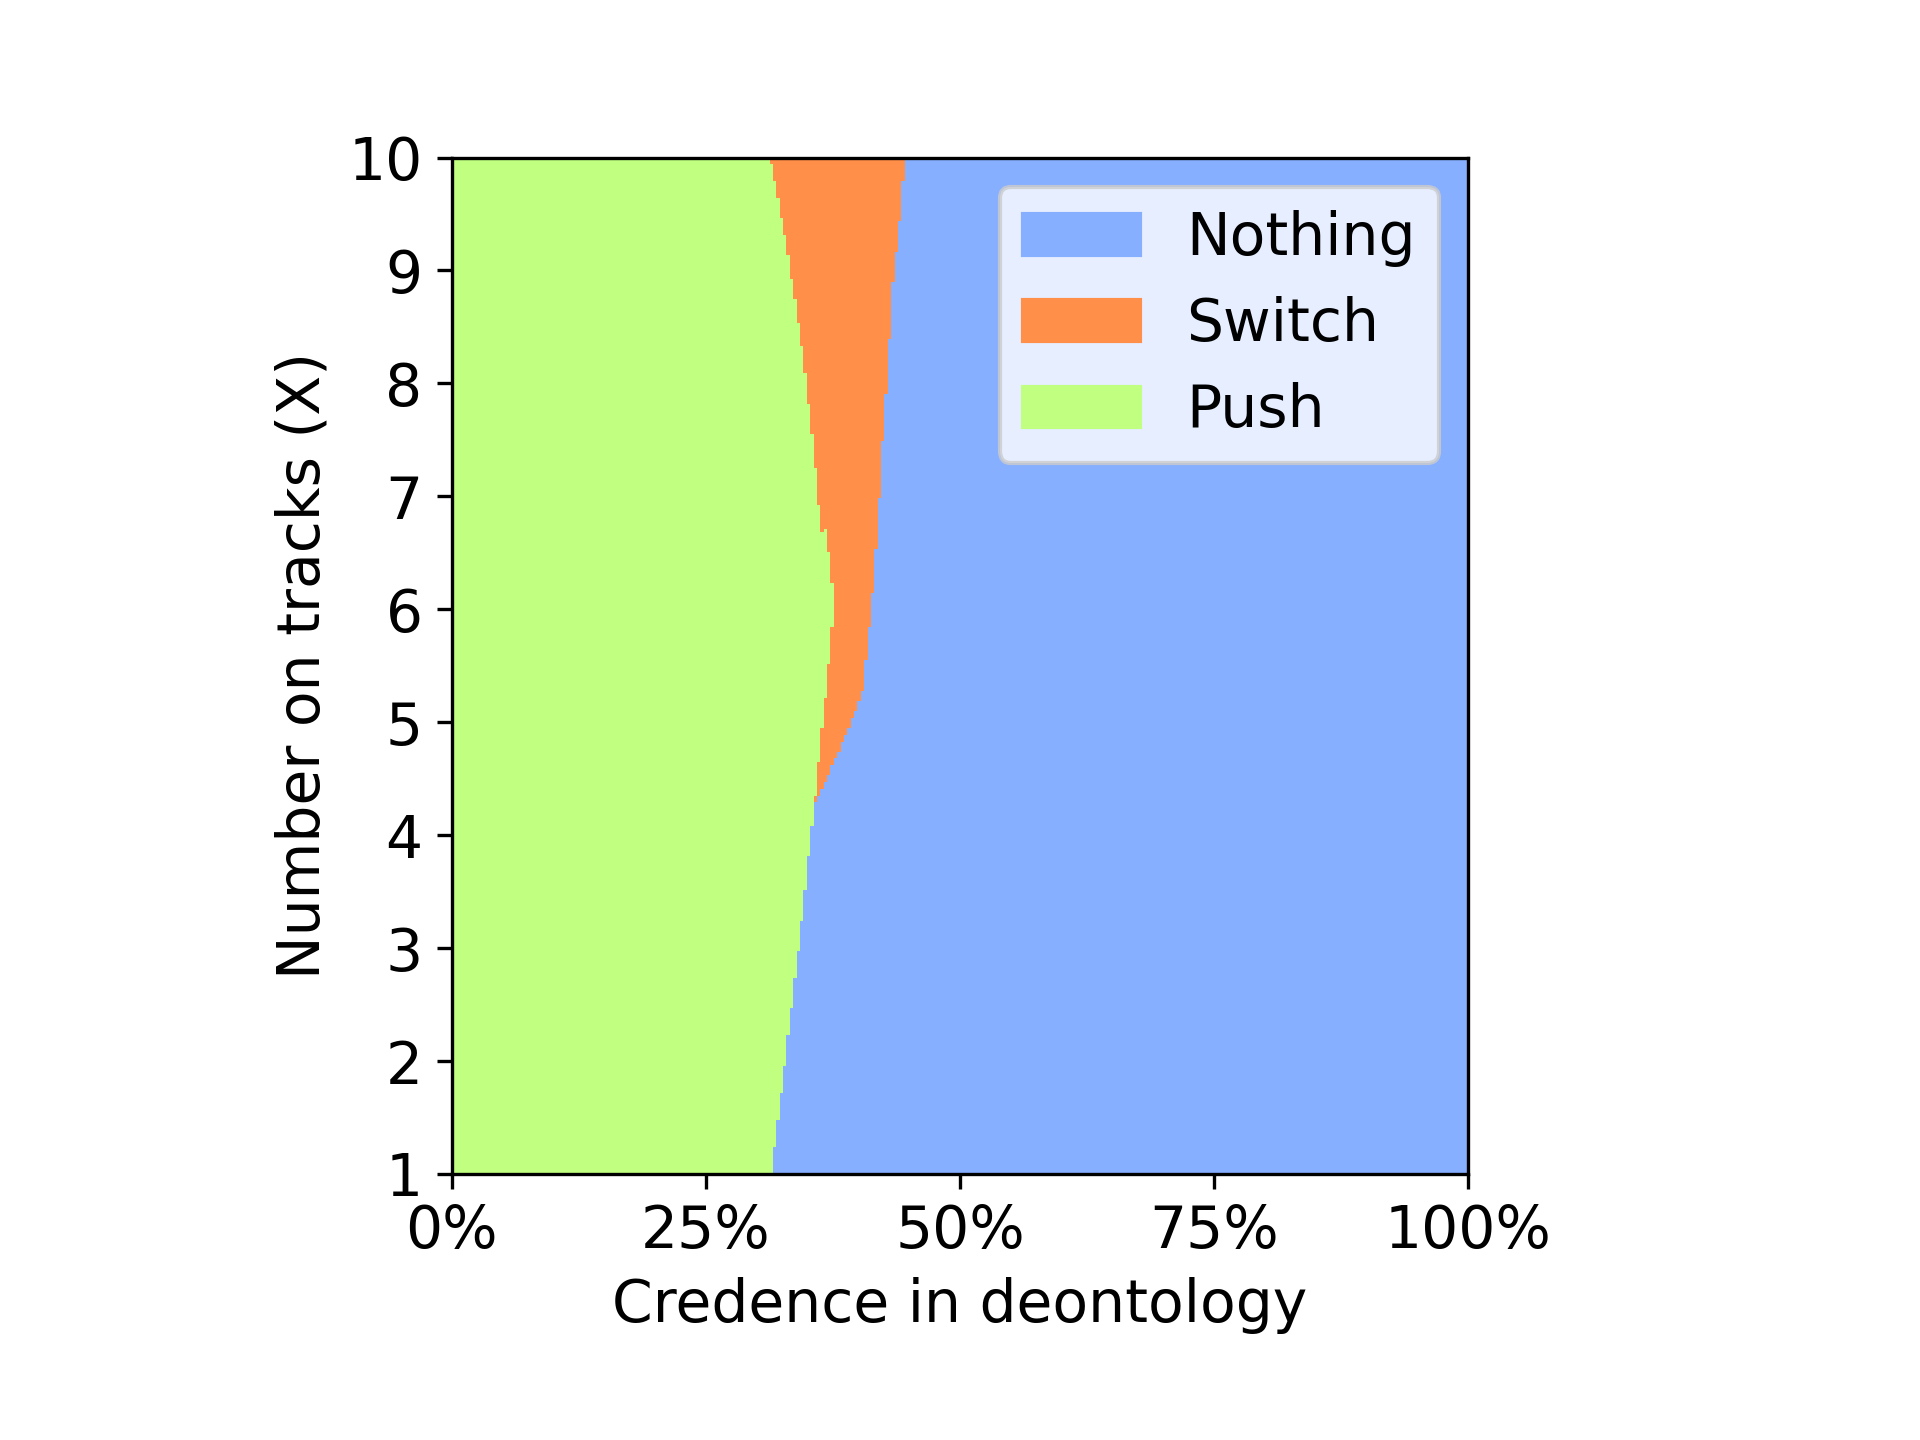 10
9
8
7
6
5
4
3
2
1
Number on tracks (X)
Nothing
Switch
Push
0% 25% 50% 75% 100%
Credence in deontology